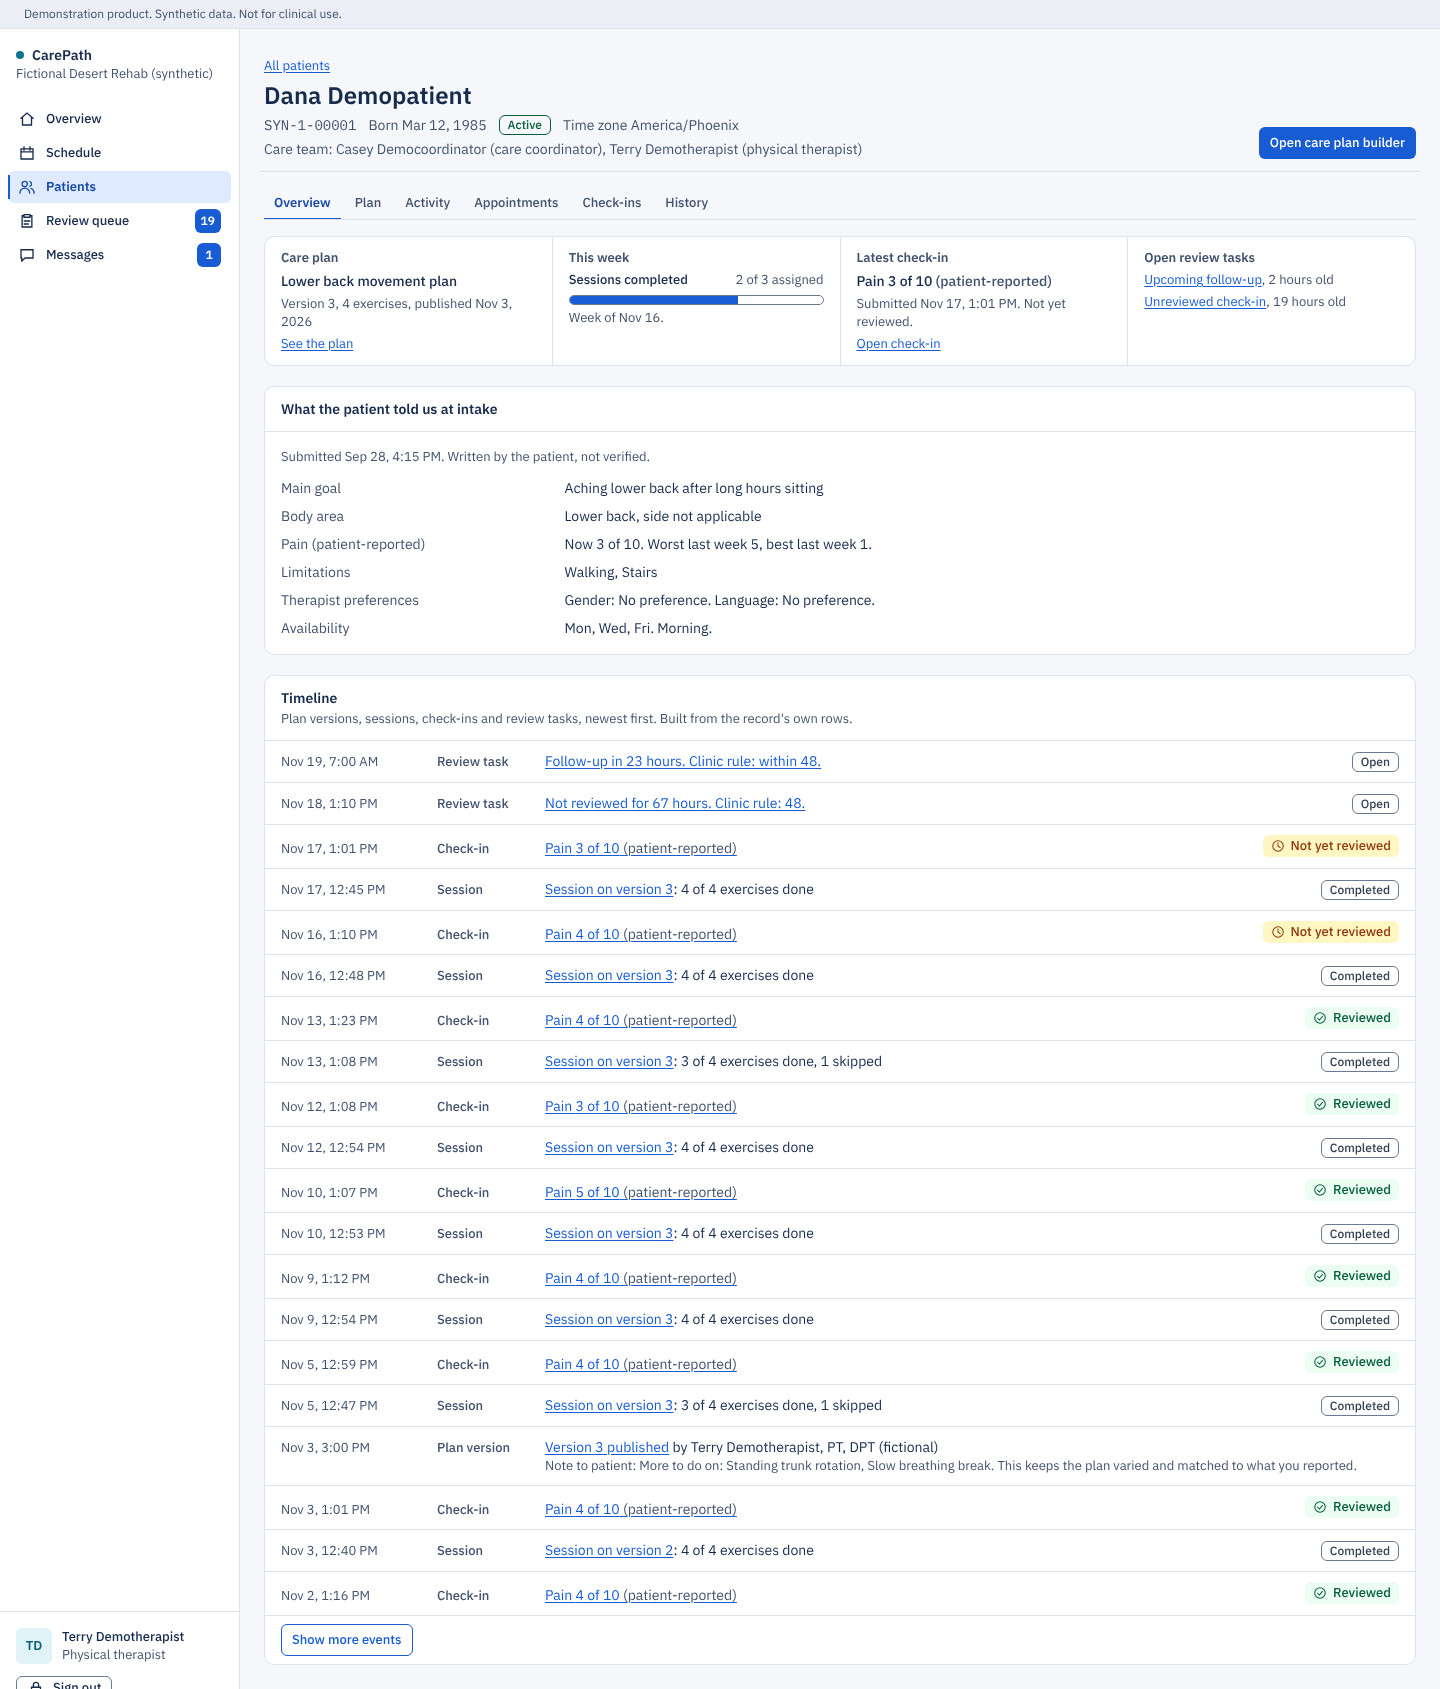 Demonstration product. Synthetic data. Not for clinical use.
CarePath
Fictional Desert Rehab (synthetic)
Overview
Schedule
Patients
Review queue 19
Messages 1
TD
Terry Demotherapist
Physical therapist
Sign out
All patients
Dana Demopatient
SYN-1-00001 Born Mar 12, 1985 Active Time zone America/Phoenix
Care team: Casey Democoordinator (care coordinator), Terry Demotherapist (physical therapist)
Open care plan builder
Overview Plan Activity Appointments Check-ins History
Care plan
Lower back movement plan
Version 3, 4 exercises, published Nov 3,
2026
See the plan
This week
Sessions completed 2 of 3 assigned
Week of Nov 16.
Latest check-in
Pain 3 of 10 (patient-reported)
Submitted Nov 17, 1:01 PM. Not yet
reviewed.
Open check-in
Open review tasks
Upcoming follow-up, 2 hours old
Unreviewed check-in, 19 hours old
What the patient told us at intake
Submitted Sep 28, 4:15 PM. Written by the patient, not verified.
Main goal Aching lower back after long hours sitting
Body area Lower back, side not applicable
Pain (patient-reported) Now 3 of 10. Worst last week 5, best last week 1.
Limitations Walking, Stairs
Therapist preferences Gender: No preference. Language: No preference.
Availability Mon, Wed, Fri. Morning.
Timeline
Plan versions, sessions, check-ins and review tasks, newest first. Built from the record's own rows.
Nov 19, 7:00 AM Review task Follow-up in 23 hours. Clinic rule: within 48. Open
Nov 18, 1:10 PM Review task Not reviewed for 67 hours. Clinic rule: 48. Open
Nov 17, 1:01 PM Check-in Pain 3 of 10 (patient-reported) Not yet reviewed
Nov 17, 12:45 PM Session Session on version 3: 4 of 4 exercises done Completed
Nov 16, 1:10 PM Check-in Pain 4 of 10 (patient-reported) Not yet reviewed
Nov 16, 12:48 PM Session Session on version 3: 4 of 4 exercises done Completed
Nov 13, 1:23 PM Check-in Pain 4 of 10 (patient-reported) Reviewed
Nov 13, 1:08 PM Session Session on version 3: 3 of 4 exercises done, 1 skipped Completed
Nov 12, 1:08 PM Check-in Pain 3 of 10 (patient-reported) Reviewed
Nov 12, 12:54 PM Session Session on version 3: 4 of 4 exercises done Completed
Nov 10, 1:07 PM Check-in Pain 5 of 10 (patient-reported) Reviewed
Nov 10, 12:53 PM Session Session on version 3: 4 of 4 exercises done Completed
Nov 9, 1:12 PM Check-in Pain 4 of 10 (patient-reported) Reviewed
Nov 9, 12:54 PM Session Session on version 3: 4 of 4 exercises done Completed
Nov 5, 12:59 PM Check-in Pain 4 of 10 (patient-reported) Reviewed
Nov 5, 12:47 PM Session Session on version 3: 3 of 4 exercises done, 1 skipped Completed
Nov 3, 3:00 PM Plan version Version 3 published by Terry Demotherapist, PT, DPT (fictional)
Note to patient: More to do on: Standing trunk rotation, Slow breathing break. This keeps the plan varied and matched to what you reported.
Nov 3, 1:01 PM Check-in Pain 4 of 10 (patient-reported) Reviewed
Nov 3, 12:40 PM Session Session on version 2: 4 of 4 exercises done Completed
Nov 2, 1:16 PM Check-in Pain 4 of 10 (patient-reported) Reviewed
Show more events